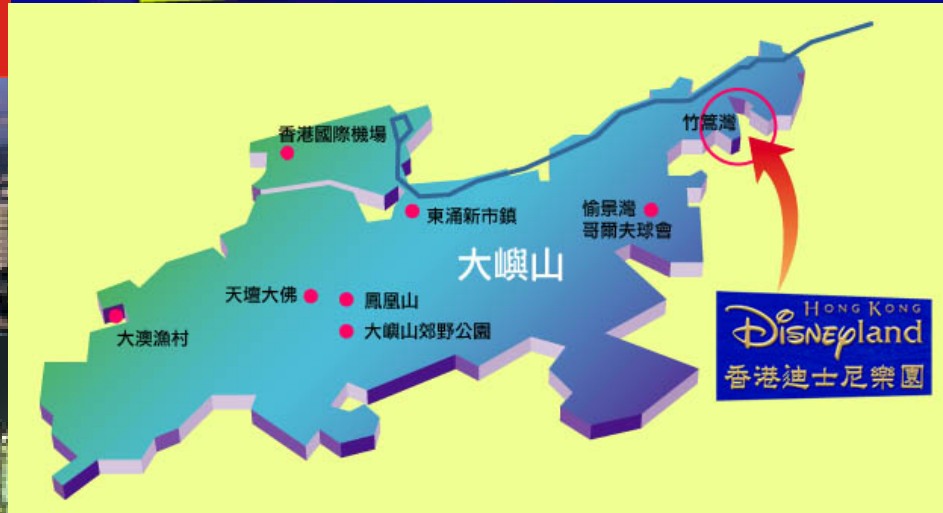 香港國際機場
竹篙灣
東涌新市鎮
愉景灣
哥爾夫球會
大嶼山
天壇大佛
鳳凰山
大澳漁村
大嶼山郊野公園
HONG KONG
Disneyland
香港迪士尼樂園